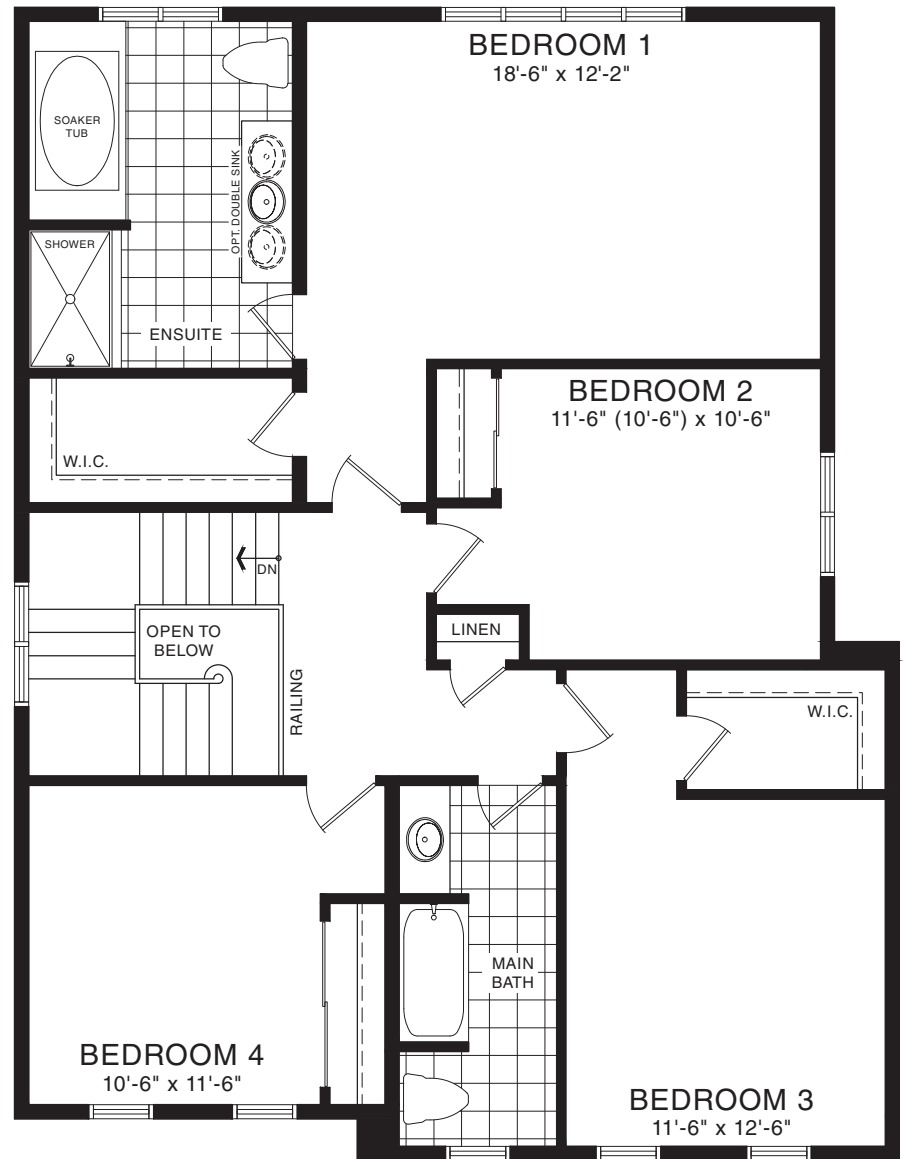 BEDROOM 1
18'-6" x 12'-2"
SOAKER
TUB
OPT. DOUBLE SINK
SHOWER
ENSUITE
BEDROOM 2
11'-6" (10'-6") x 10'-6"
W.I.C.
DN
OPEN TO
BELOW
LINEN
RAILING
W.I.C.
MAIN
BATH
BEDROOM 4
10'-6" x 11'-6"
BEDROOM 3
11'-6" x 12'-6"